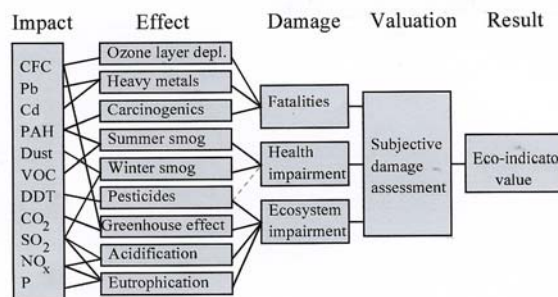 Impact Effect Damage Valuation Result
CFC
Pb
Cd
PAH
Dust
VOC
DDT
CO2
SO2
NOx
P
Ozone layer depl.
Heavy metals
Carcinogenics
Summer smog
Winter smog
Pesticides
Greenhouse effect
Acidification
Eutrophication
Fatalities
Health
impairment
Ecosystem
impairment
Subjective
damage
assessment
Eco-indicato
value